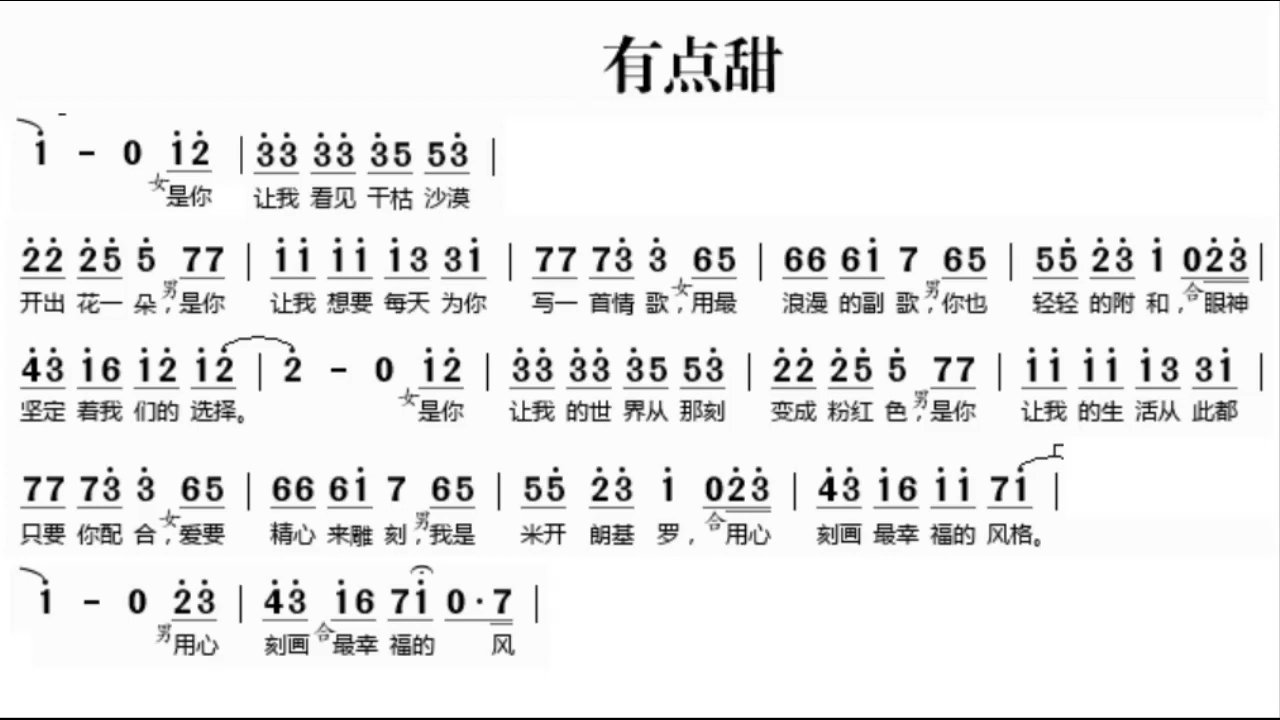 有点甜
1 - 0 12 | 33 33 35 53 |
女是你 让我 看见 干枯 沙漠
22 25 5 77 | 11 11 13 31 | 77 73 3 65 | 66 61 7 65 | 55 23 1 023 |
开出 花一 朵,男是你 让我 想要 每天 为你 写一 首情 歌,女用最 浪漫 的副 歌,男你也 轻轻 的附 和,合眼神
43 16 12 12 | 2 - 0 12 | 33 33 35 53 | 22 25 5 77 | 11 11 13 31 |
坚定 着我 们的 选择。 女是你 让我 的世 界从 那刻 变成 粉红 色,男是你 让我 的生 活从 此都
77 73 3 65 | 66 61 7 65 | 55 23 1 023 | 43 16 11 71 |
只要 你配 合,女爱要 精心 来雕 刻,男我是 米开 朗基 罗,合用心 刻画 最幸 福的 风格。
1 - 0 23 | 43 16 71 0·7 |
男用心 刻画 合最幸 福的 风